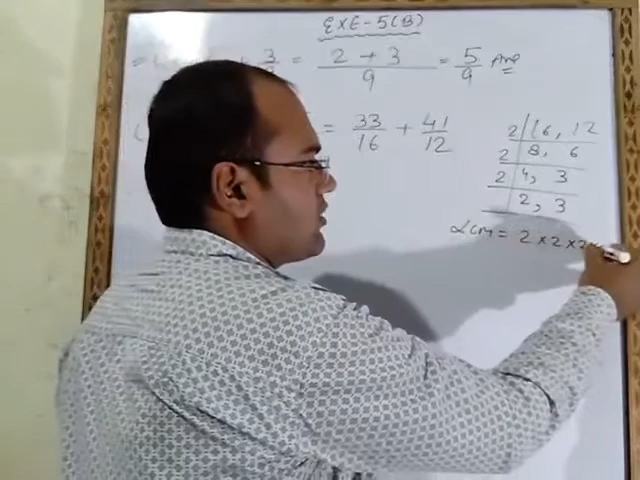 EXE-5(B)
= 3/9 = 2+3/9 = 5/9 Ans
= 33/16 + 41/12
2 | 16, 12
2 | 8, 6
2 | 4, 3
2, 3
LCM = 2×2×2